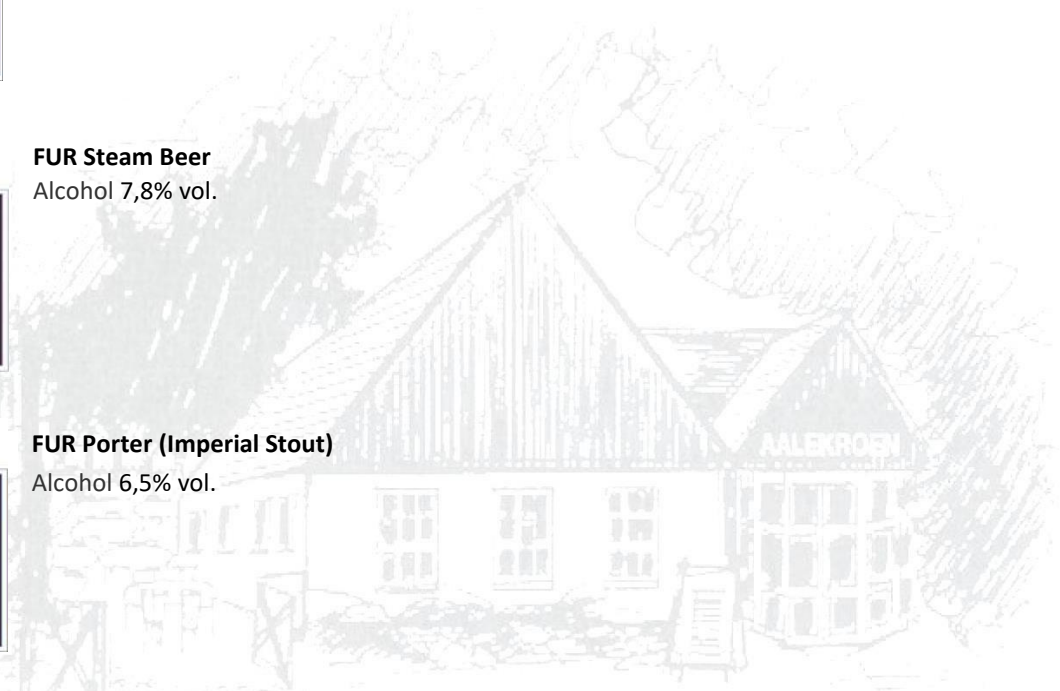 FUR Steam Beer
Alcohol 7,8% vol.
FUR Porter (Imperial Stout)
AALEKROEN
Alcohol 6,5% vol.